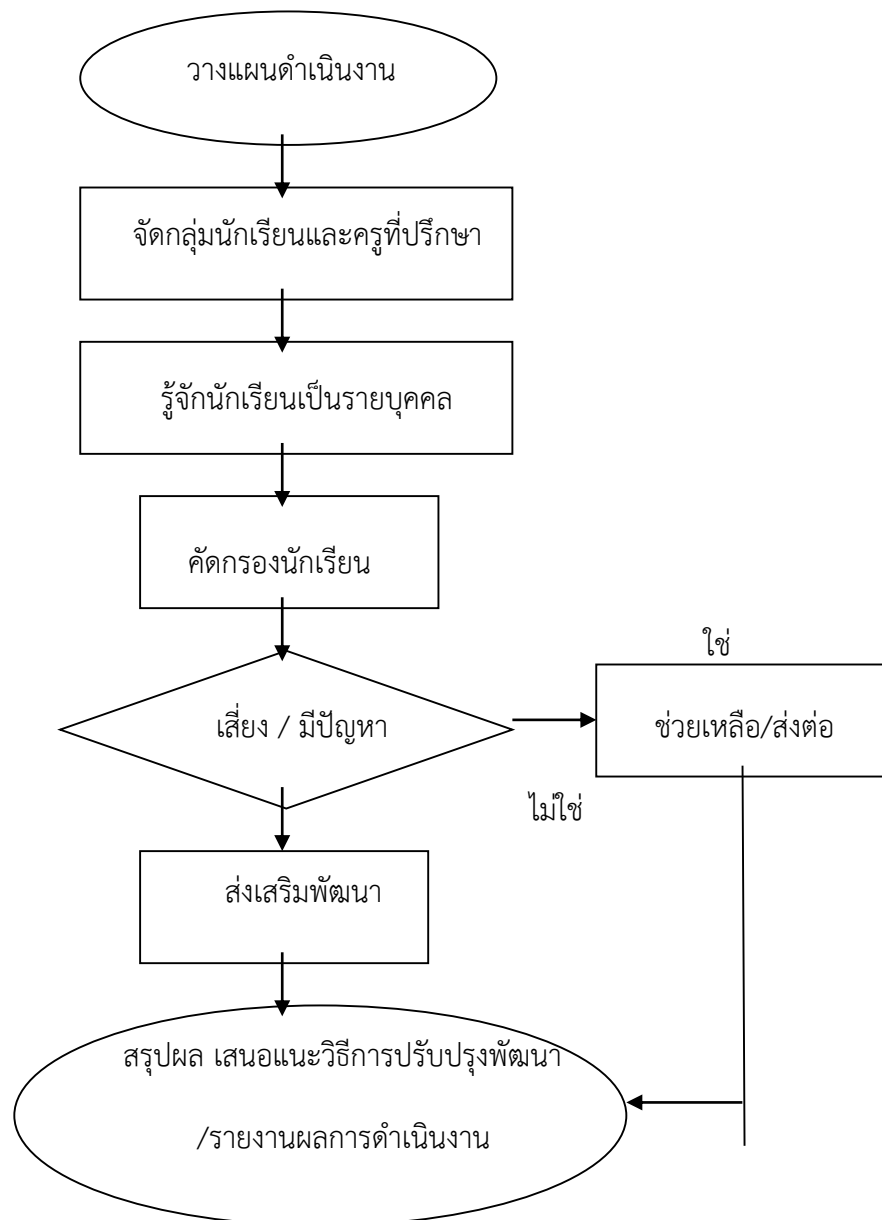 วางแผนดำเนินงาน
จัดกลุ่มนักเรียนและครูที่ปรึกษา
รู้จักนักเรียนเป็นรายบุคคล
คัดกรองนักเรียน
ใช่
เสี่ยง / มีปัญหา
ช่วยเหลือ/ส่งต่อ
ไม่ใช่
ส่งเสริมพัฒนา
สรุปผล เสนอแนะวิธีการปรับปรุงพัฒนา
/รายงานผลการดำเนินงาน